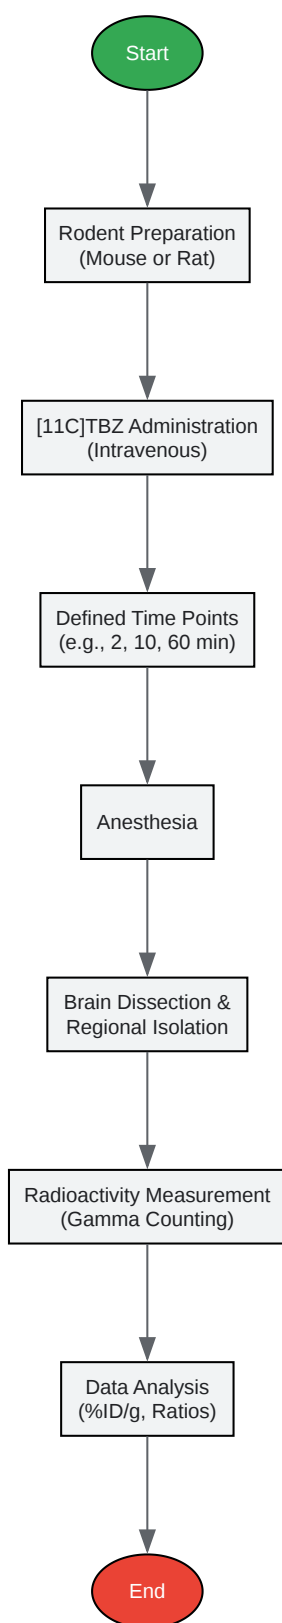 Start
Rodent Preparation
(Mouse or Rat)
[11C]TBZ Administration
(Intravenous)
Defined Time Points
(e.g., 2, 10, 60 min)
Anesthesia
Brain Dissection &
Regional Isolation
Radioactivity Measurement
(Gamma Counting)
Data Analysis
(%ID/g, Ratios)
End